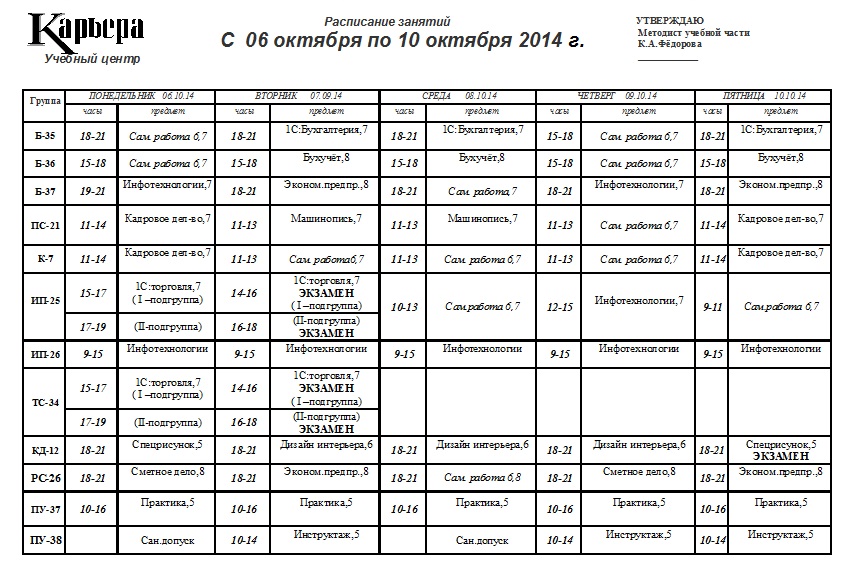 Карьера
Учебный центр
Расписание занятий
С 06 октября по 10 октября 2014 г.
УТВЕРЖДАЮ
Методист учебной части
К.А.Фёдорова
Группа ПОНЕДЕЛЬНИК 06.10.14 ВТОРНИК 07.09.14 СРЕДА 08.10.14 ЧЕТВЕРГ 09.10.14 ПЯТНИЦА 10.10.14
часы предмет часы предмет часы предмет часы предмет часы предмет
Б-35 18-21 Сам. работа 6,7 18-21 1С:Бухгалтерия,7 18-21 1С:Бухгалтерия,7 15-18 Сам. работа 6,7 18-21 1С:Бухгалтерия,7
Б-36 15-18 Сам. работа 6,7 15-18 Бухучёт,8 15-18 Бухучёт,8 15-18 Сам. работа 6,7 15-18 Бухучёт,8
Б-37 19-21 Инфотехнологии,7 18-21 Эконом.предпр.,8 18-21 Сам. работа,7 18-21 Инфотехнологии,7 18-21 Эконом.предпр.,8
ПС-21 11-14 Кадровое дел-во,7 11-13 Машинопись,7 11-13 Машинопись,7 11-13 Сам. работа 6,7 11-14 Кадровое дел-во,7
К-7 11-14 Кадровое дел-во,7 11-13 Сам. работа6,7 11-13 Сам. работа 6,7 11-13 Сам. работа 6,7 11-14 Кадровое дел-во,7
ИП-25 15-17 1С:торговля,7 (I –подгруппа) 14-16 1С:торговля,7 ЭКЗАМЕН (I –подгруппа) 10-13 Сам.работа 6,7 12-15 Инфотехнологии,7 9-11 Сам.работа 6,7
17-19 (II-подгруппа) 16-18 (II-подгруппа) ЭКЗАМЕН
ИП-26 9-15 Инфотехнологии 9-15 Инфотехнологии 9-15 Инфотехнологии 9-15 Инфотехнологии 9-15 Инфотехнологии
ТС-34 15-17 1С:торговля,7 (I –подгруппа) 14-16 1С:торговля,7 ЭКЗАМЕН (I –подгруппа)
17-19 (II-подгруппа) 16-18 (II-подгруппа) ЭКЗАМЕН
КД-12 18-21 Спецрисунок,5 18-21 Дизайн интерьера,6 18-21 Дизайн интерьера,6 18-21 Дизайн интерьера,6 18-21 Спецрисунок,5 ЭКЗАМЕН
РС-26 18-21 Сметное дело,8 18-21 Эконом.предпр.,8 18-21 Сам. работа 6,8 18-21 Сметное дело,8 18-21 Эконом.предпр.,8
ПУ-37 10-16 Практика,5 10-16 Практика,5 10-16 Практика,5 10-16 Практика,5 10-16 Практика,5
ПУ-38 Сан.допуск 10-14 Инструктаж,5 Сан.допуск 10-14 Инструктаж,5 10-14 Инструктаж,5